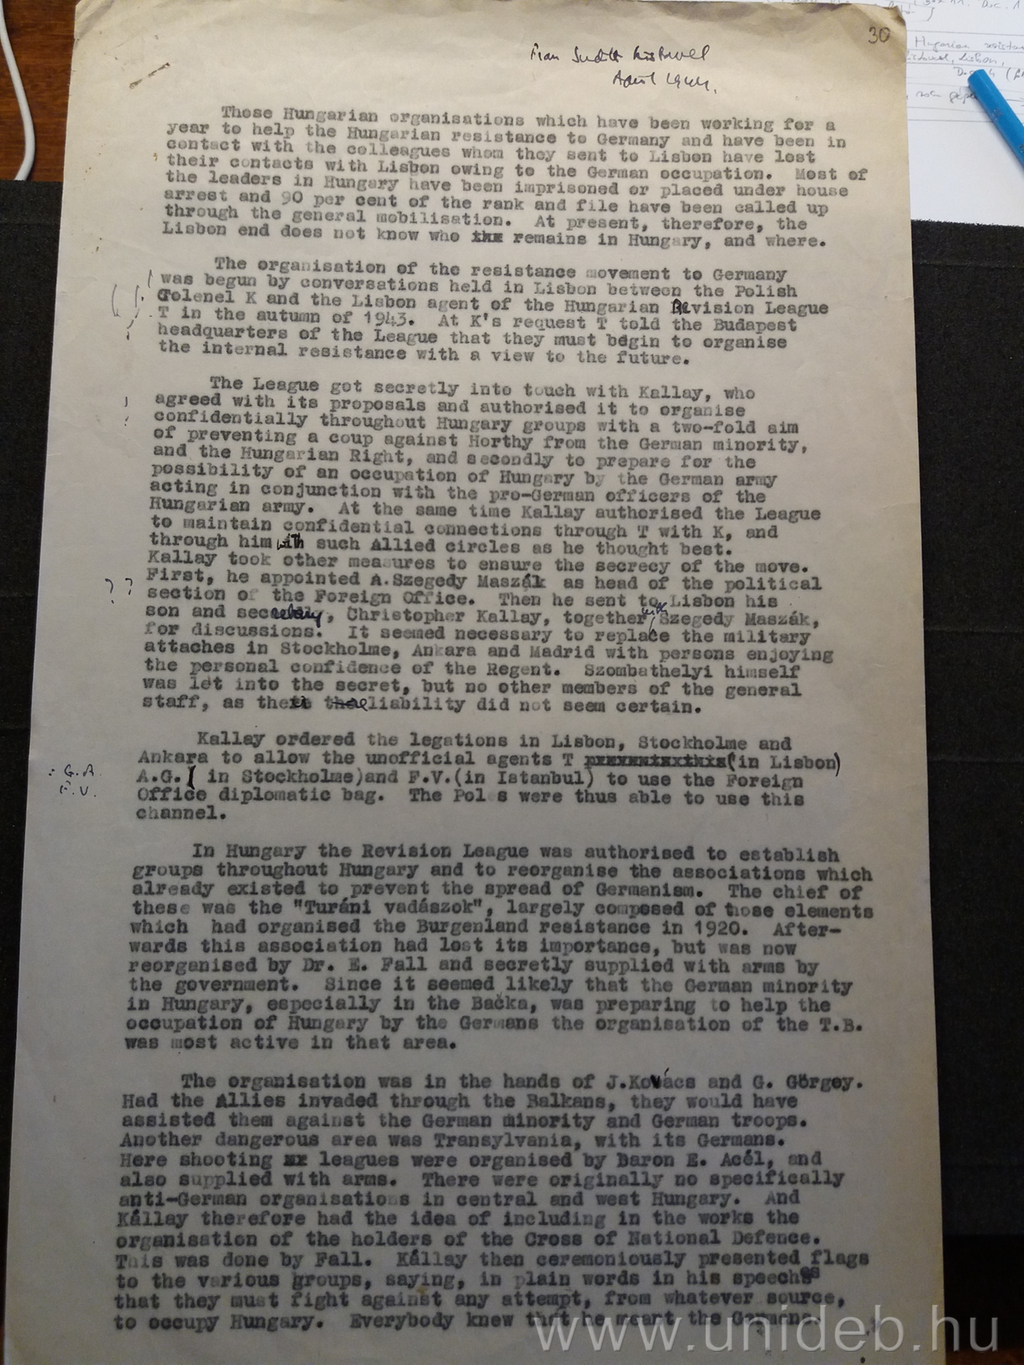 30
from Judith
April 1944.
Those Hungarian organisations which have been working for a
year to help the Hungarian resistance to Germany and have been in
contact with the colleagues whom they sent to Lisbon have lost
their contacts with Lisbon owing to the German occupation. Most of
the leaders in Hungary have been imprisoned or placed under house
arrest and 90 per cent of the rank and file have been called up
through the general mobilisation. At present, therefore, the
Lisbon end does not know who remains in Hungary, and where.
The organisation of the resistance movement to Germany
was begun by conversations held in Lisbon between the Polish
Colenel K and the Lisbon agent of the Hungarian Revision League
T in the autumn of 1943. At K's request T told the Budapest
headquarters of the League that they must begin to organise
the internal resistance with a view to the future.
The League got secretly into touch with Kallay, who
agreed with its proposals and authorised it to organise
confidentially throughout Hungary groups with a two-fold aim
of preventing a coup against Horthy from the German minority,
and the Hungarian Right, and secondly to prepare for the
possibility of an occupation of Hungary by the German army
acting in conjunction with the pro-German officers of the
Hungarian army. At the same time Kallay authorised the League
to maintain confidential connections through T with K, and
through him with such Allied circles as he thought best.
Kallay took other measures to ensure the secrecy of the move.
? ? First, he appointed A.Szegedy Maszák as head of the political
section of the Foreign Office. Then he sent to Lisbon his
son and secretary, Christopher Kallay, together with Szegedy Maszák,
for discussions. It seemed necessary to replace the military
attaches in Stockholme, Ankara and Madrid with persons enjoying
the personal confidence of the Regent. Szombathelyi himself
was let into the secret, but no other members of the general
staff, as their liability did not seem certain.
Kallay ordered the legations in Lisbon, Stockholme and
Ankara to allow the unofficial agents T (in Lisbon)
: G.A. A.G.( in Stockholme)and F.V.(in Istanbul) to use the Foreign
F.V. Office diplomatic bag. The Pol s were thus able to use this
channel.
In Hungary the Revision League was authorised to establish
groups throughout Hungary and to reorganise the associations which
already existed to prevent the spread of Germanism. The chief of
these was the "Turáni vadászok", largely composed of those elements
which had organised the Burgenland resistance in 1920. After-
wards this association had lost its importance, but was now
reorganised by Dr. E. Fall and secretly supplied with arms by
the government. Since it seemed likely that the German minority
in Hungary, especially in the Bačka, was preparing to help the
occupation of Hungary by the Germans the organisation of the T.B.
was most active in that area.
The organisation was in the hands of J.Kovács and G. Görgey.
Had the Allies invaded through the Balkans, they would have
assisted them against the German minority and German troops.
Another dangerous area was Transylvania, with its Germans.
Here shooting leagues were organised by Baron E. Acél, and
also supplied with arms. There were originally no specifically
anti-German organisations in central and west Hungary. And
Kállay therefore had the idea of including in the works the
organisation of the holders of the Cross of National Defence.
This was done by Fall. Kállay then ceremoniously presented flags
to the various groups, saying, in plain words in his speeches
that they must fight against any attempt, from whatever source,
to occupy Hungary. Everybody knew that he meant the Germans.
www.unideb.hu